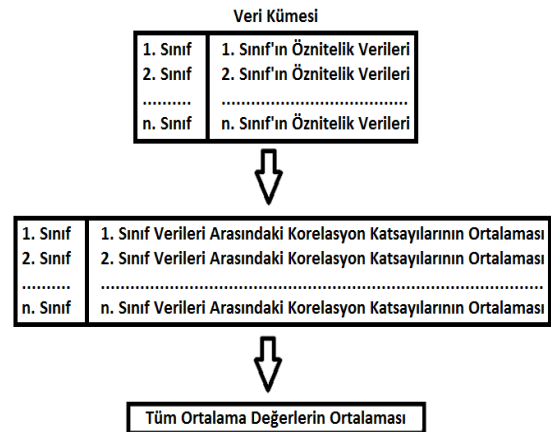 Veri Kümesi
1. Sınıf 1. Sınıf'ın Öznitelik Verileri
2. Sınıf 2. Sınıf'ın Öznitelik Verileri
.......... .......................................
n. Sınıf n. Sınıf'ın Öznitelik Verileri
1. Sınıf 1. Sınıf Verileri Arasındaki Korelasyon Katsayılarının Ortalaması
2. Sınıf 2. Sınıf Verileri Arasındaki Korelasyon Katsayılarının Ortalaması
.......... ...........................................................................................
n. Sınıf n. Sınıf Verileri Arasındaki Korelasyon Katsayılarının Ortalaması
Tüm Ortalama Değerlerin Ortalaması